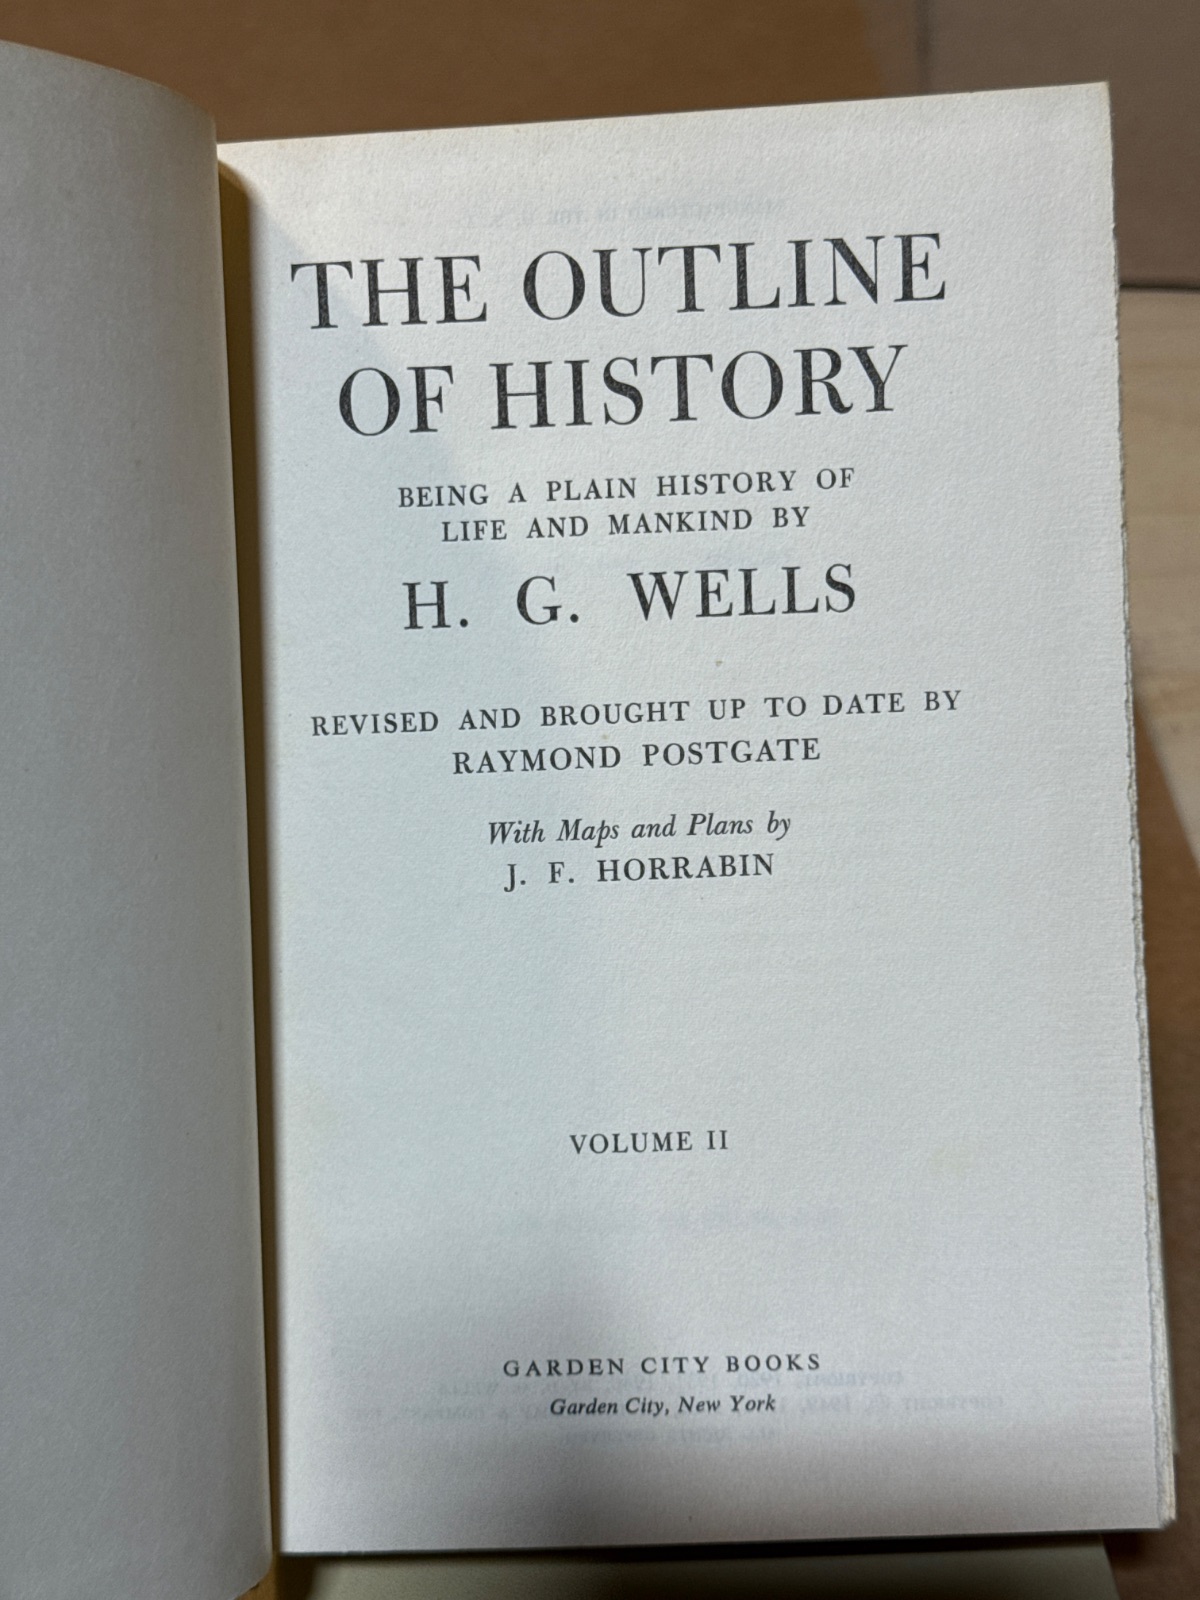 THE OUTLINE
OF HISTORY
BEING A PLAIN HISTORY OF
LIFE AND MANKIND BY
H. G. WELLS
REVISED AND BROUGHT UP TO DATE BY
RAYMOND POSTGATE
With Maps and Plans by
J. F. HORRABIN
VOLUME II
GARDEN CITY BOOKS
Garden City, New York